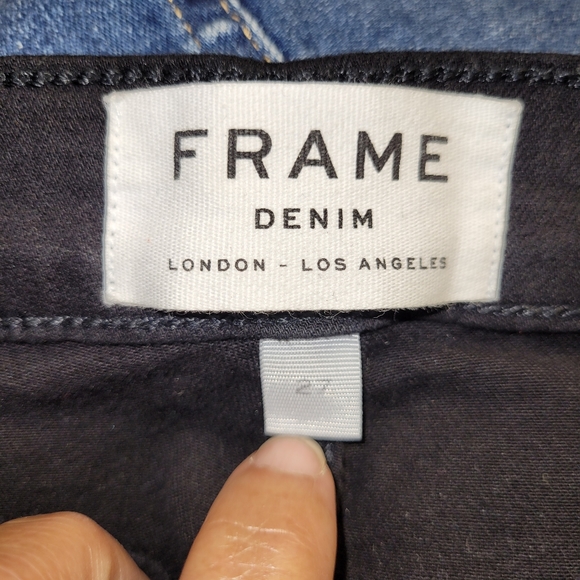 FRAME
DENIM
LONDON - LOS ANGELES
27